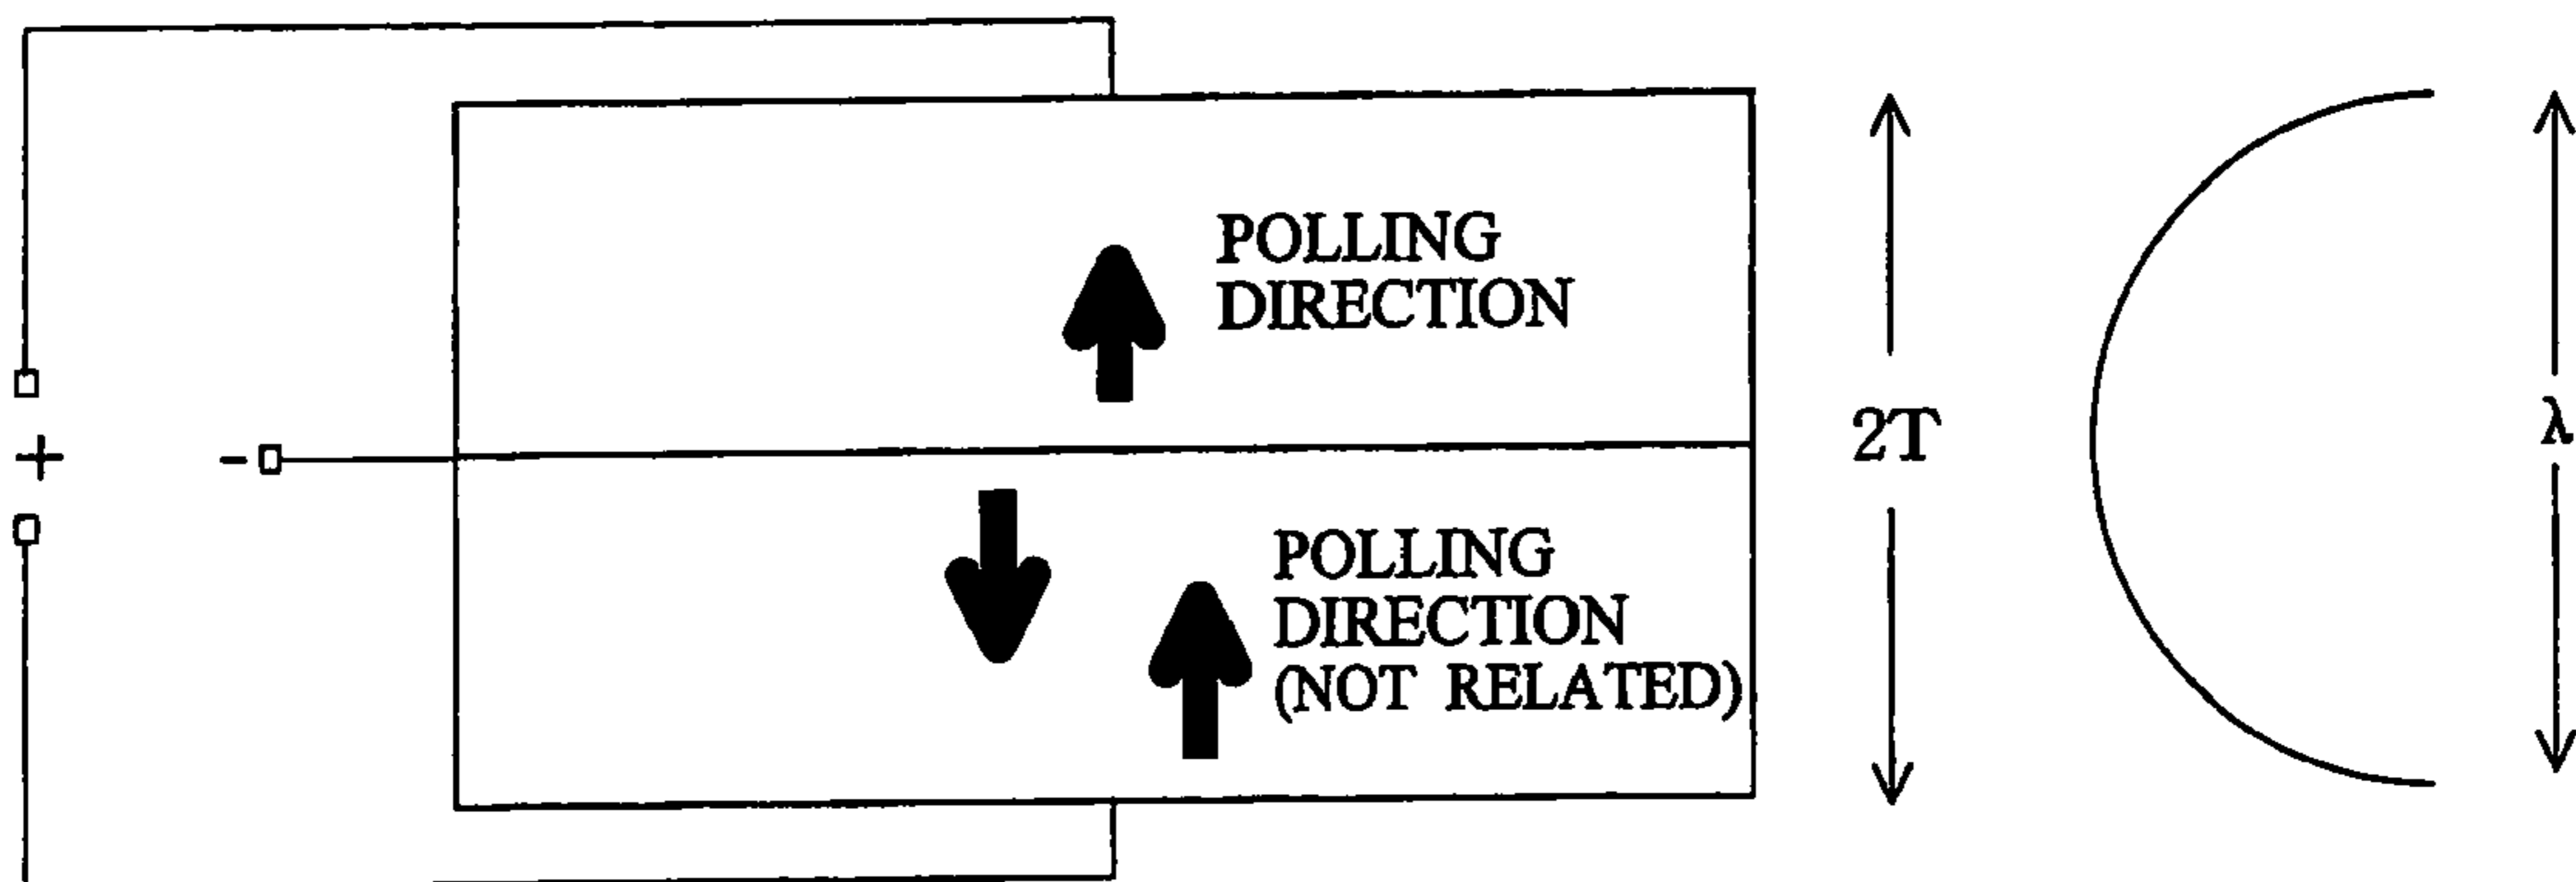 POLLING
DIRECTION
+
-
2T
λ
POLLING
DIRECTION
(NOT RELATED)